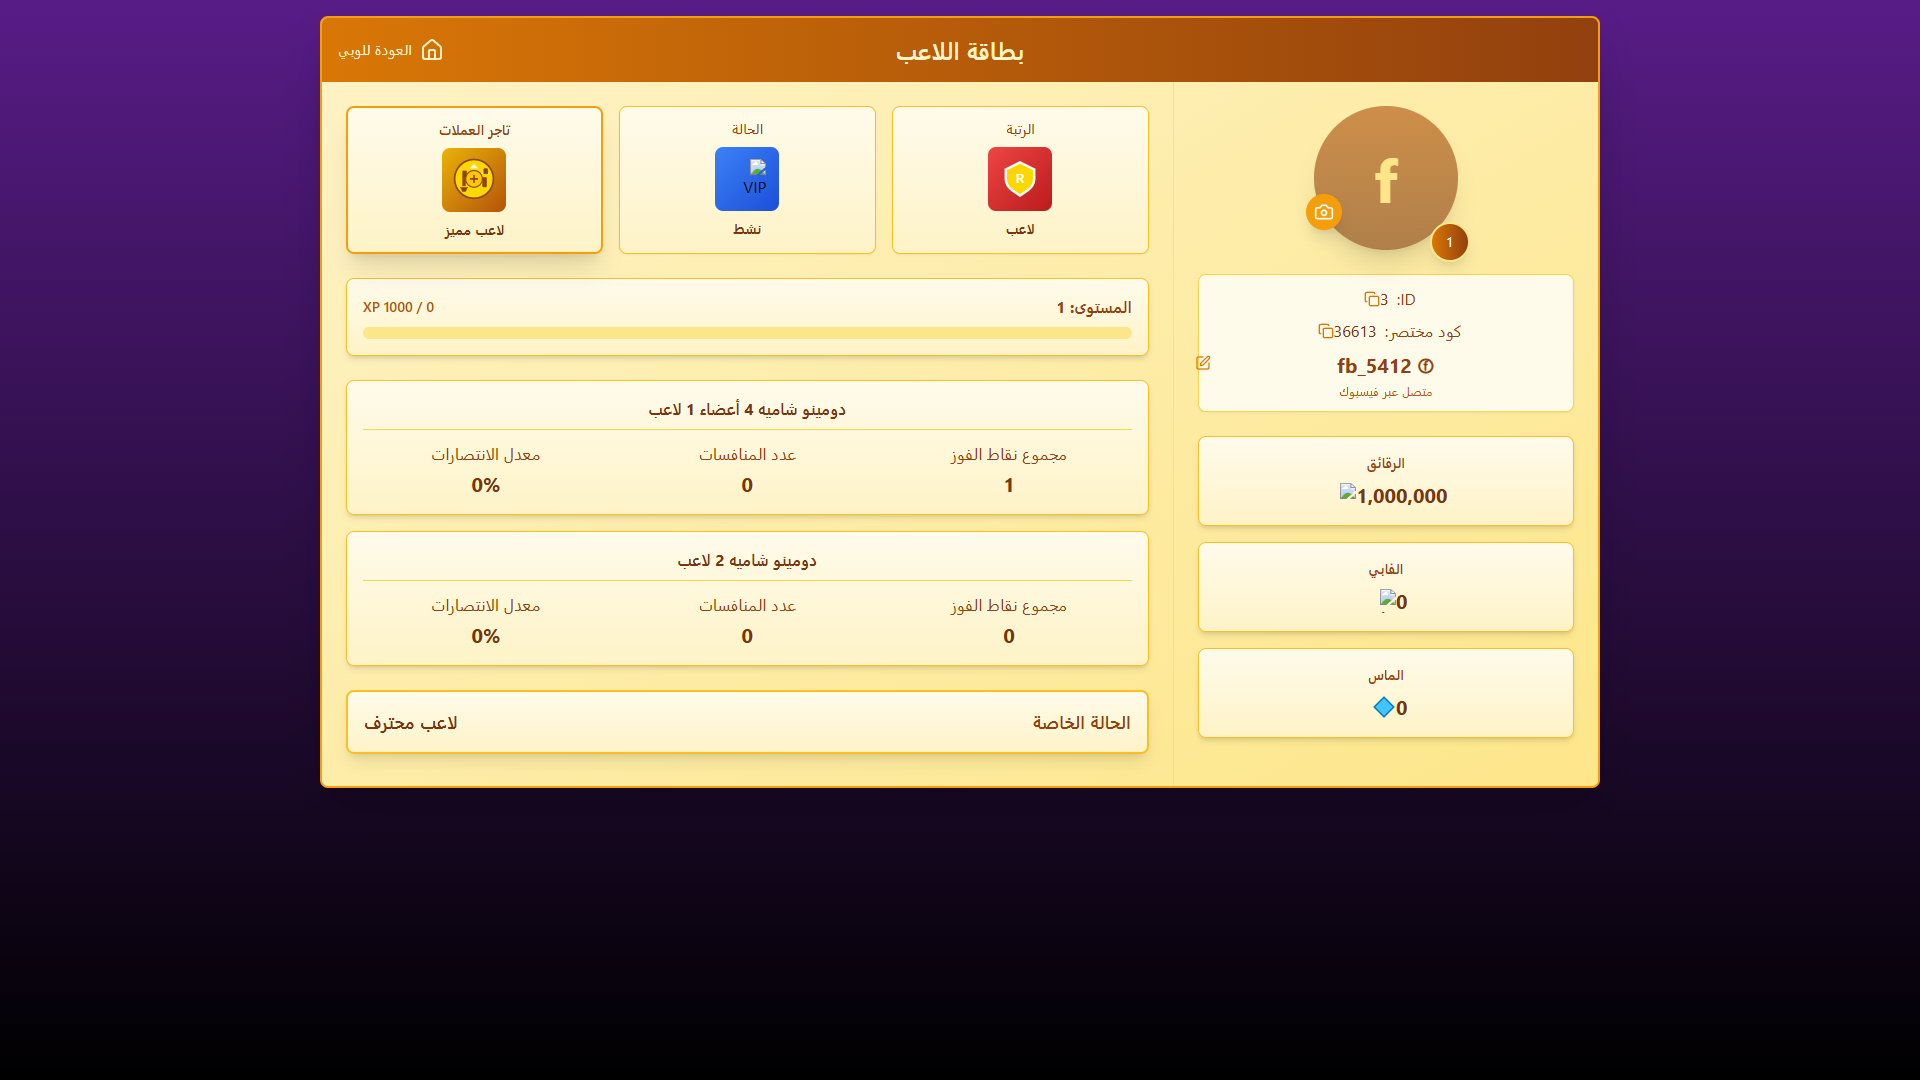 بطاقة اللاعب
العودة للوبي
f
1
ID: 3
كود مختصر: 36613
ⓕ fb_5412
متصل عبر فيسبوك
الرقائق
1,000,000
الفابي
0
الماس
0
الرتبة
R
لاعب
الحالة
VIP
نشط
تاجر العملات
لاعب مميز
المستوى: 1
0 / 1000 XP
دومينو شاميه 4 أعضاء 1 لاعب
مجموع نقاط الفوز
1
عدد المنافسات
0
معدل الانتصارات
0%
دومينو شاميه 2 لاعب
مجموع نقاط الفوز
0
عدد المنافسات
0
معدل الانتصارات
0%
الحالة الخاصة
لاعب محترف